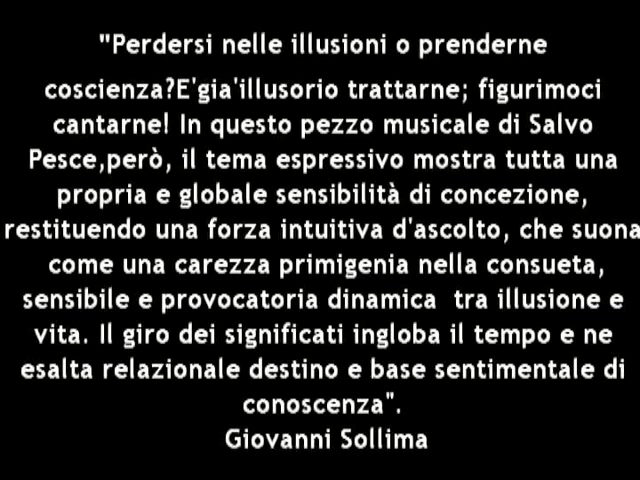 "Perdersi nelle illusioni o prenderne
coscienza?E'gia'illusorio trattarne; figurimoci
cantarne! In questo pezzo musicale di Salvo
Pesce,però, il tema espressivo mostra tutta una
propria e globale sensibilità di concezione,
restituendo una forza intuitiva d'ascolto, che suona
come una carezza primigenia nella consueta,
sensibile e provocatoria dinamica  tra illusione e
vita. Il giro dei significati ingloba il tempo e ne
esalta relazionale destino e base sentimentale di
conoscenza".
Giovanni Sollima